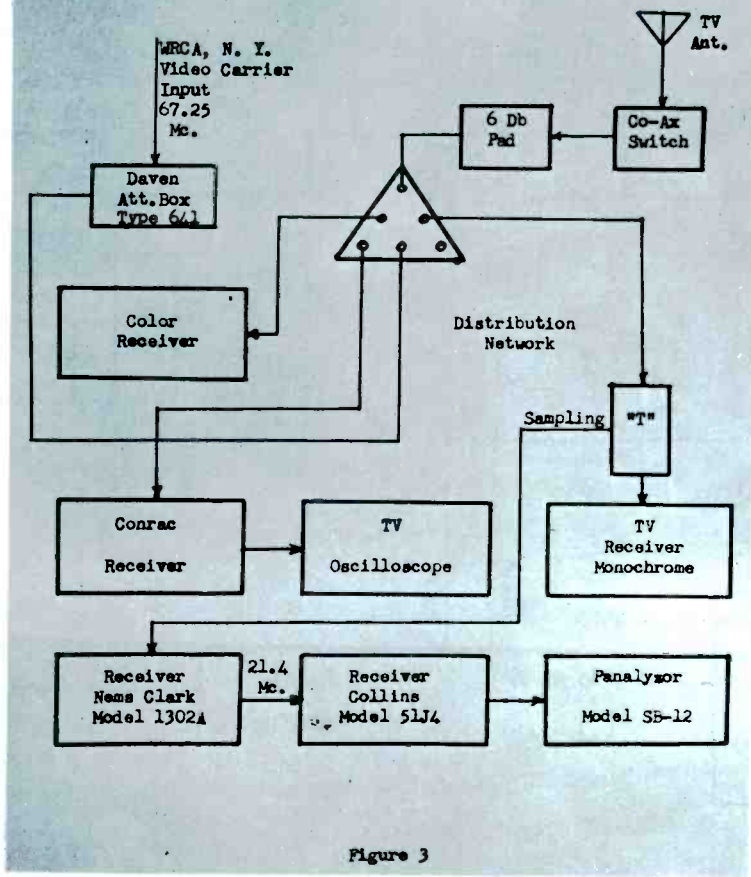 WRCA, N. Y.
Video Carrier
Input
67.25
Mc.
TV
Ant.
6 Db
Pad
Co-Ax
Switch
Daven
Att.Box
Type 641
Color
Receiver
Distribution
Network
Sampling
"T"
Conrac
Receiver
TV
Oscilloscope
TV
Receiver
Monochrome
Receiver
Nems Clark
Model 1302A
21.4
Mc.
Receiver
Collins
Model 51J4
Panalyzor
Model SB-12
Figure 3